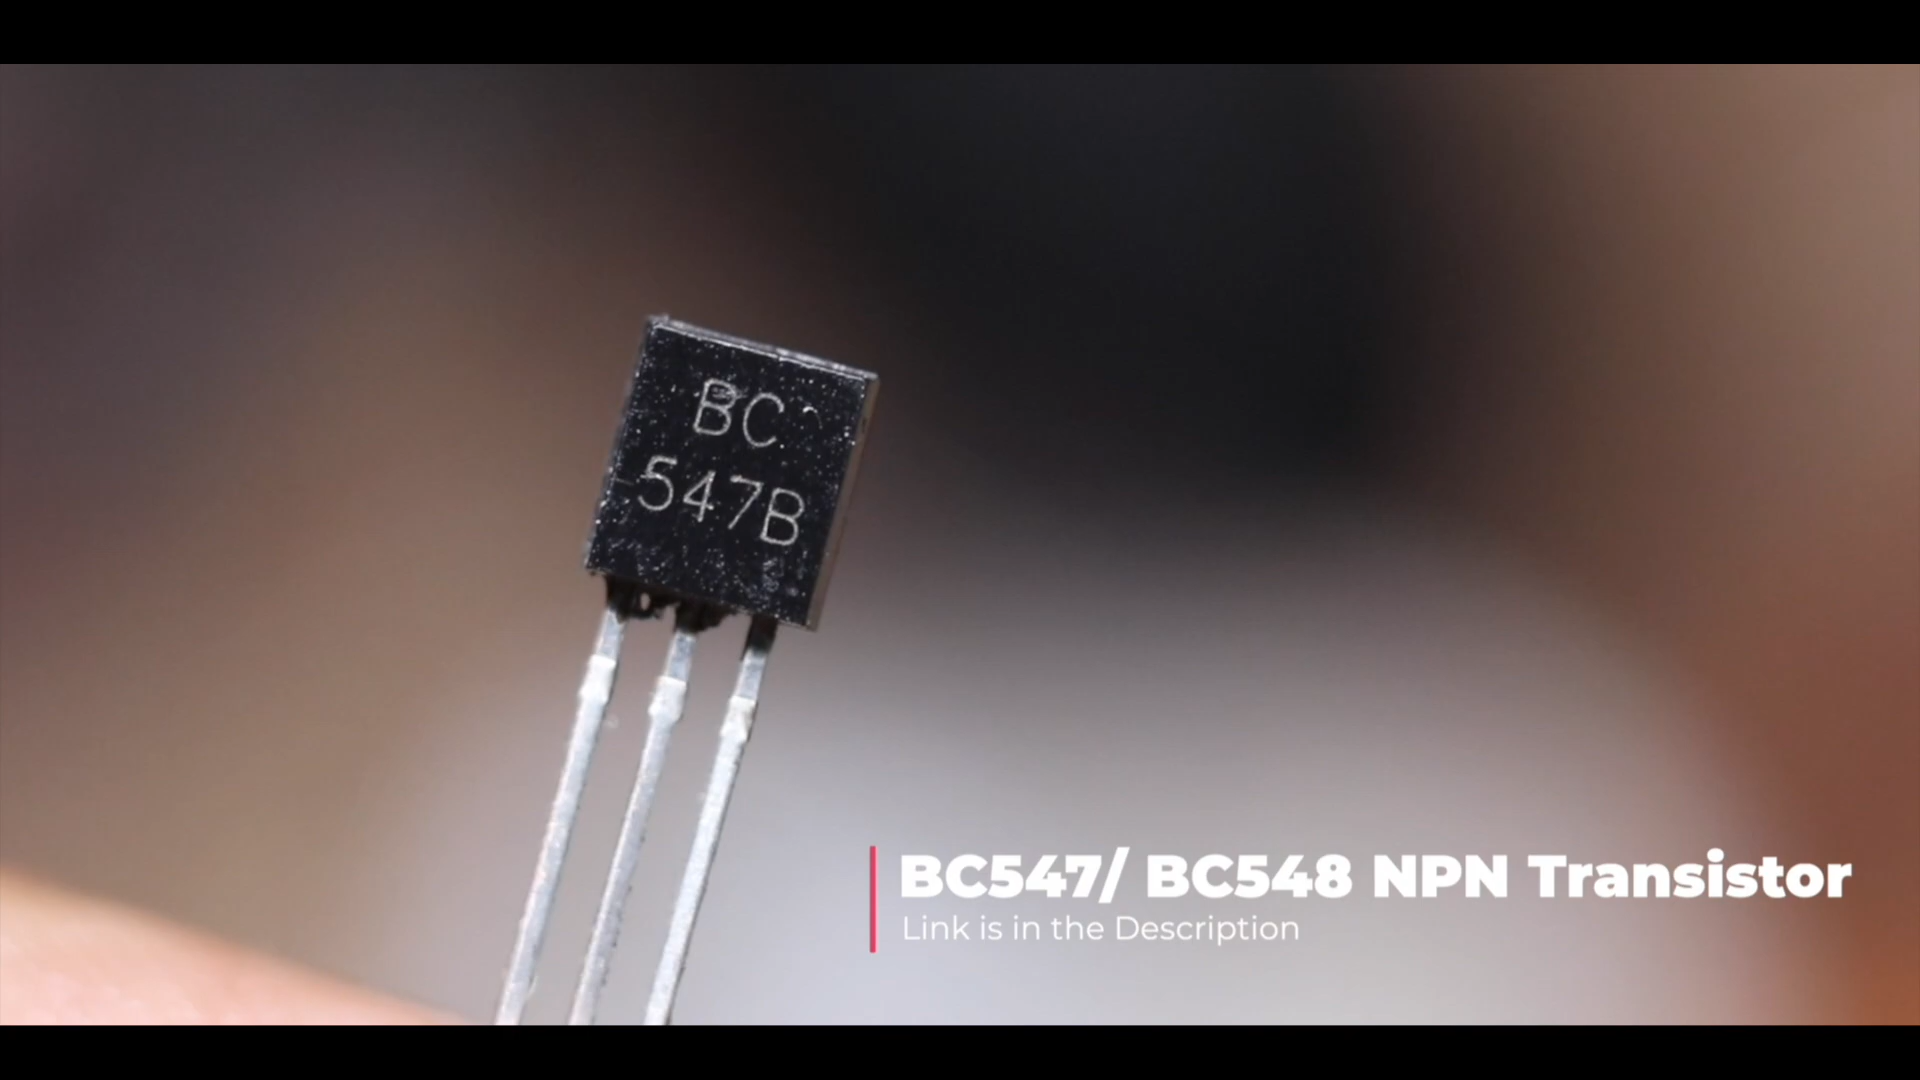 BC
547B
BC547/ BC548 NPN Transistor
Link is in the Description